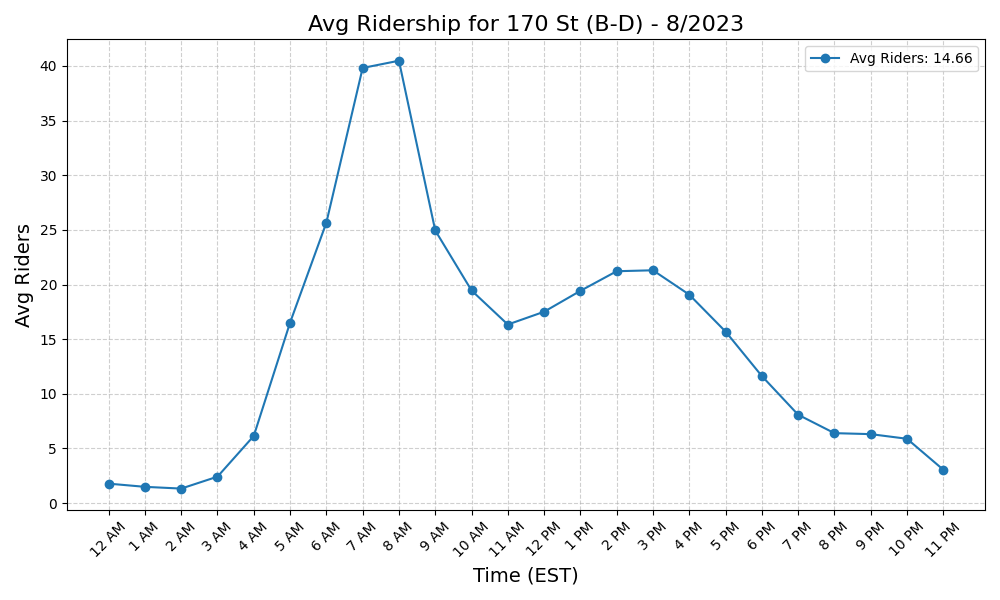 Avg Ridership for 170 St (B-D) - 8/2023
Avg Riders: 14.66
Avg Riders
40
35
30
25
20
15
10
5
0
12 AM
1 AM
2 AM
3 AM
4 AM
5 AM
6 AM
7 AM
8 AM
9 AM
10 AM
11 AM
12 PM
1 PM
2 PM
3 PM
4 PM
5 PM
6 PM
7 PM
8 PM
9 PM
10 PM
11 PM
Time (EST)